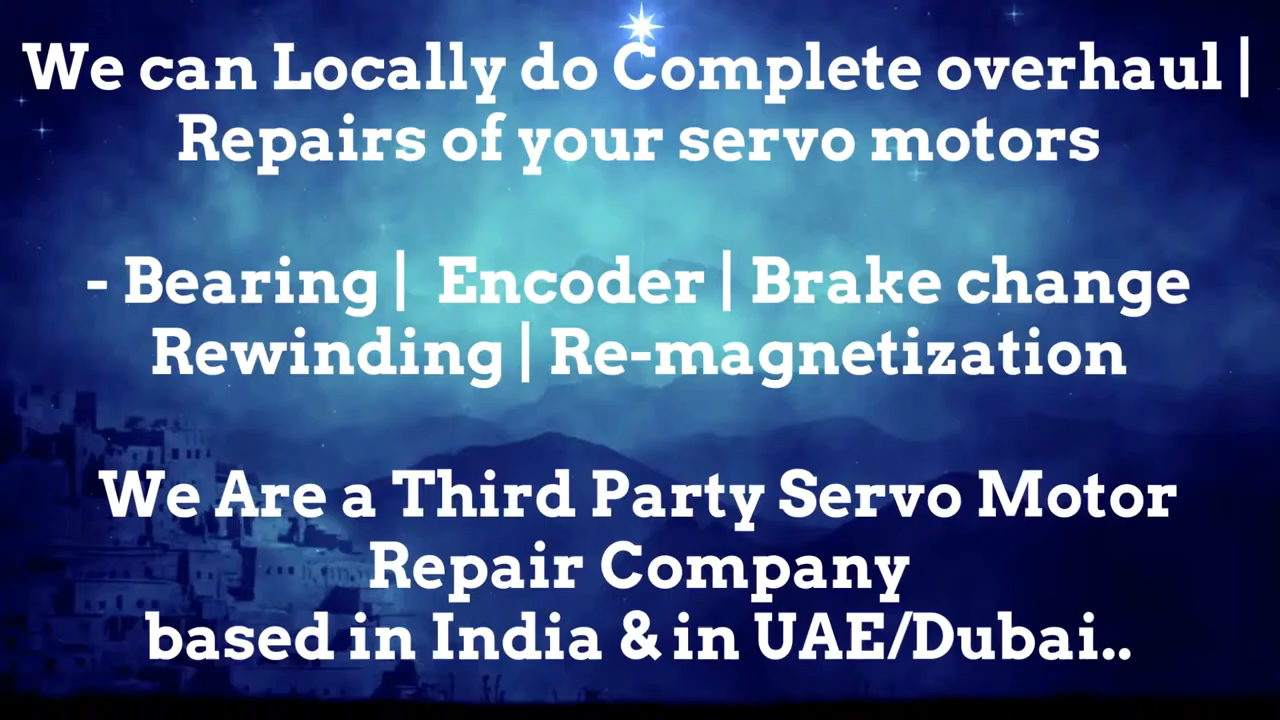 We can Locally do Complete overhaul |
Repairs of your servo motors
- Bearing | Encoder | Brake change
Rewinding | Re-magnetization
We Are a Third Party Servo Motor
Repair Company
based in India & in UAE/Dubai..